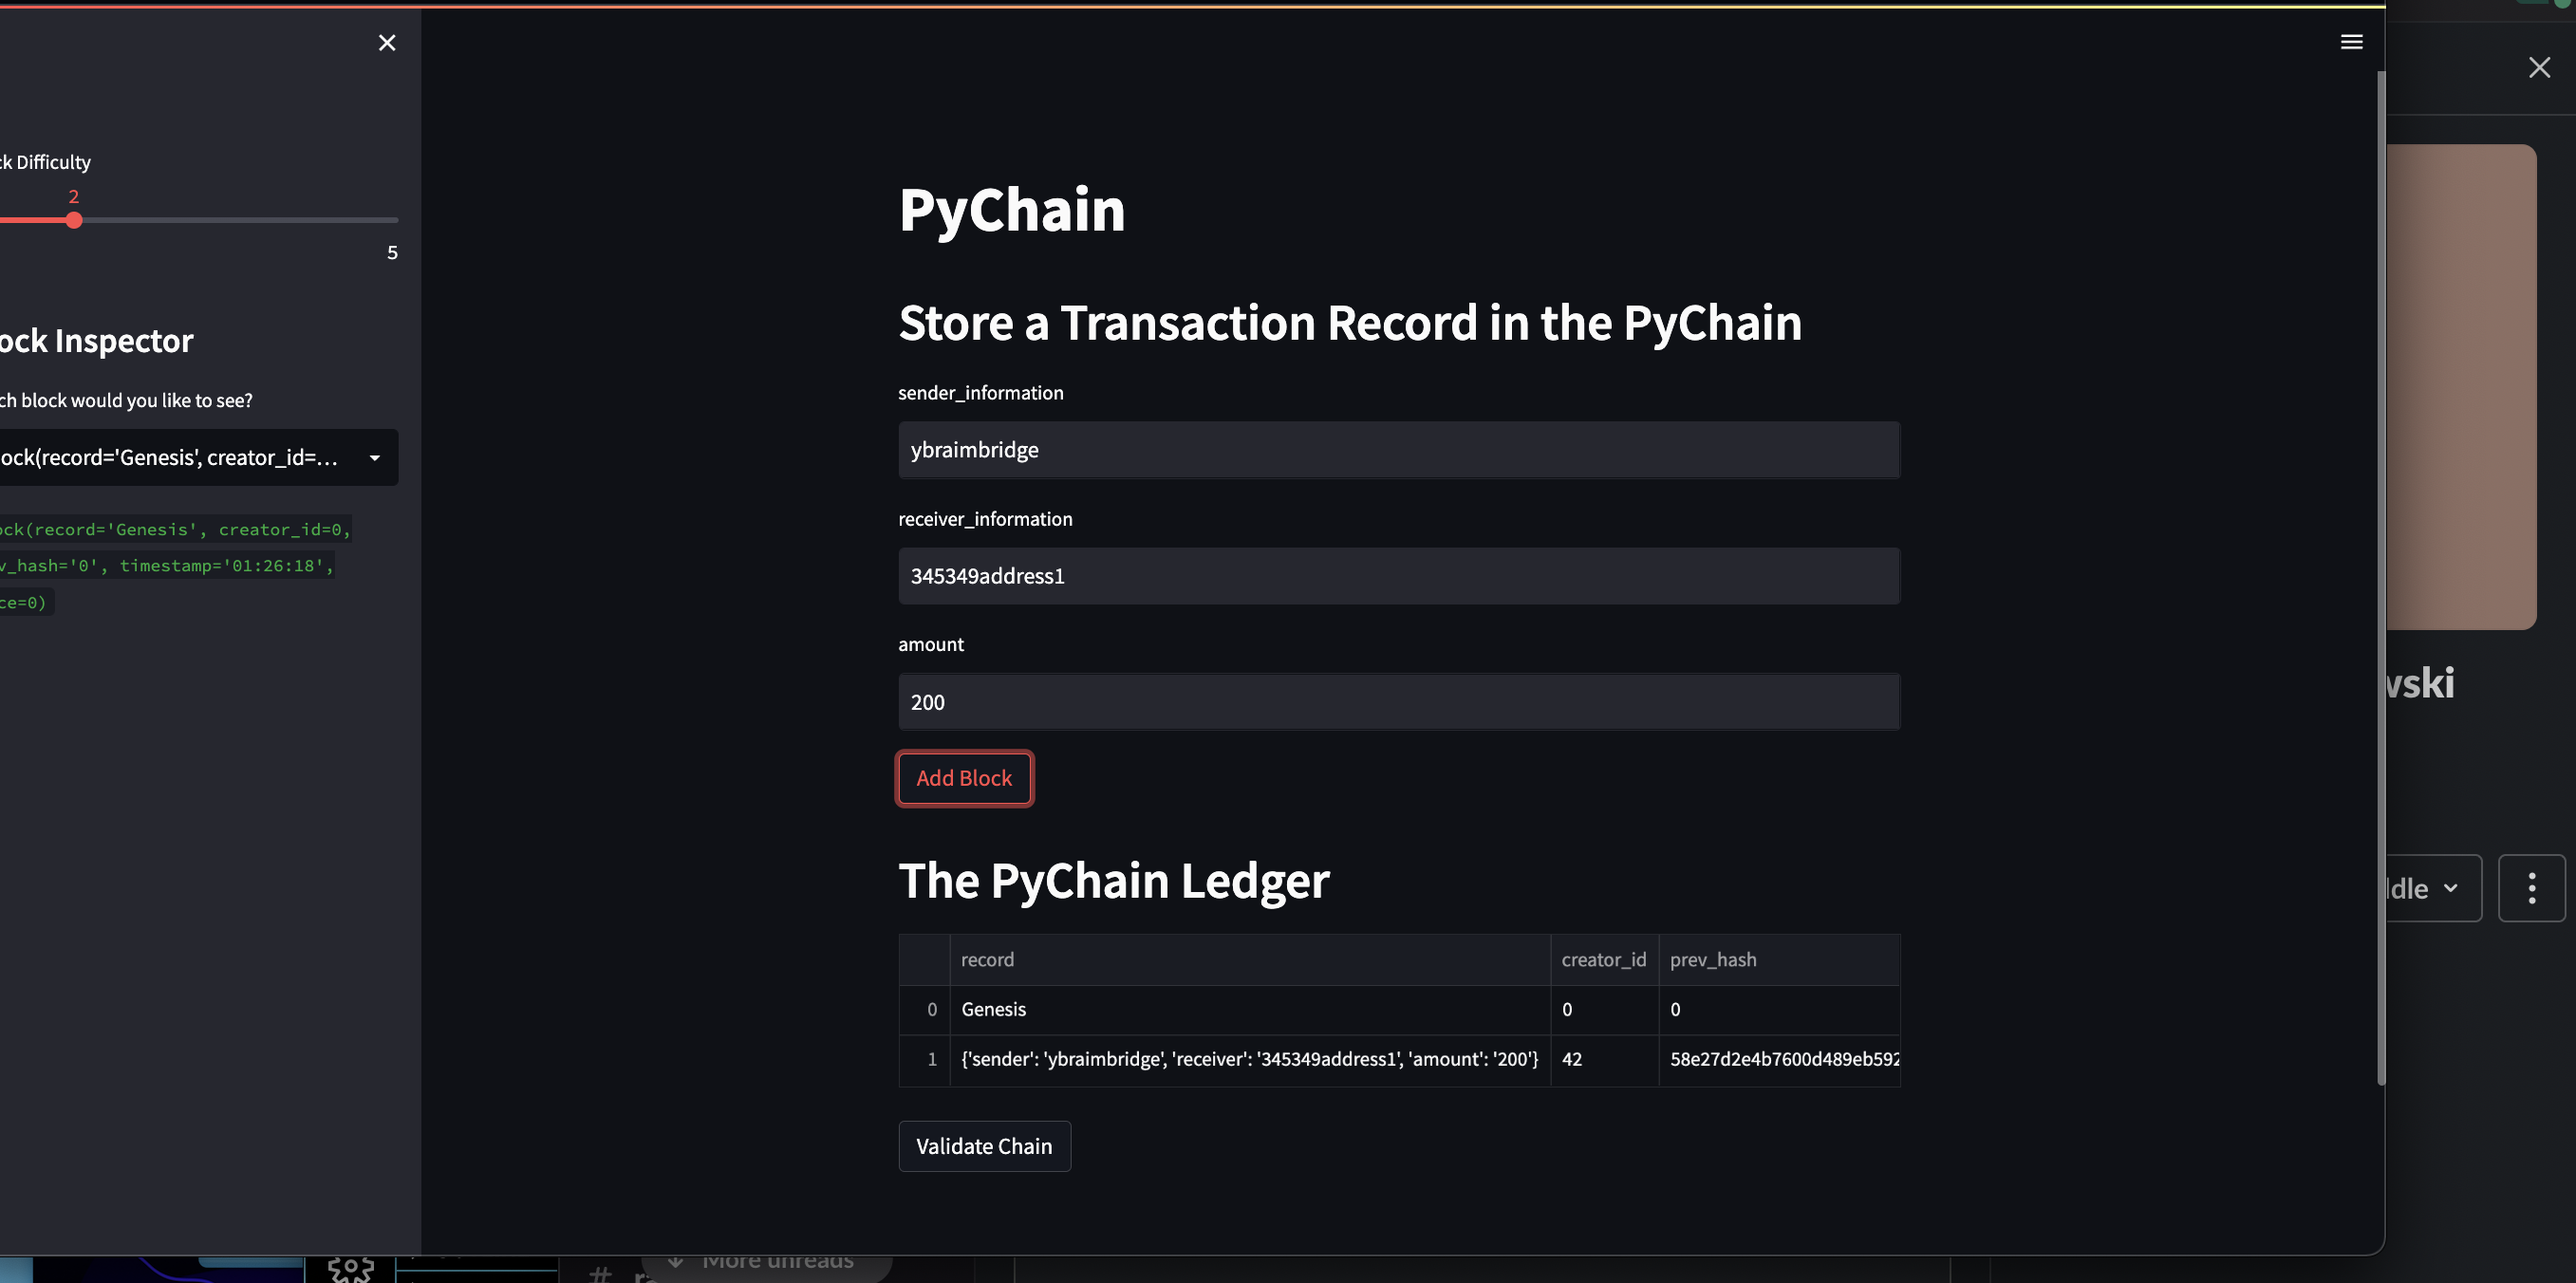 ck Difficulty
2
5
ock Inspector
ch block would you like to see?
ock(record='Genesis', creator_id=...
ock(record='Genesis', creator_id=0,
v_hash='0', timestamp='01:26:18',
ce=0)
PyChain
Store a Transaction Record in the PyChain
sender_information
ybraimbridge
receiver_information
345349address1
amount
200
Add Block
The PyChain Ledger
record creator_id prev_hash
0 Genesis 0 0
1 {'sender': 'ybraimbridge', 'receiver': '345349address1', 'amount': '200'} 42 58e27d2e4b7600d489eb592
Validate Chain
wski
ddle
More unreads
#